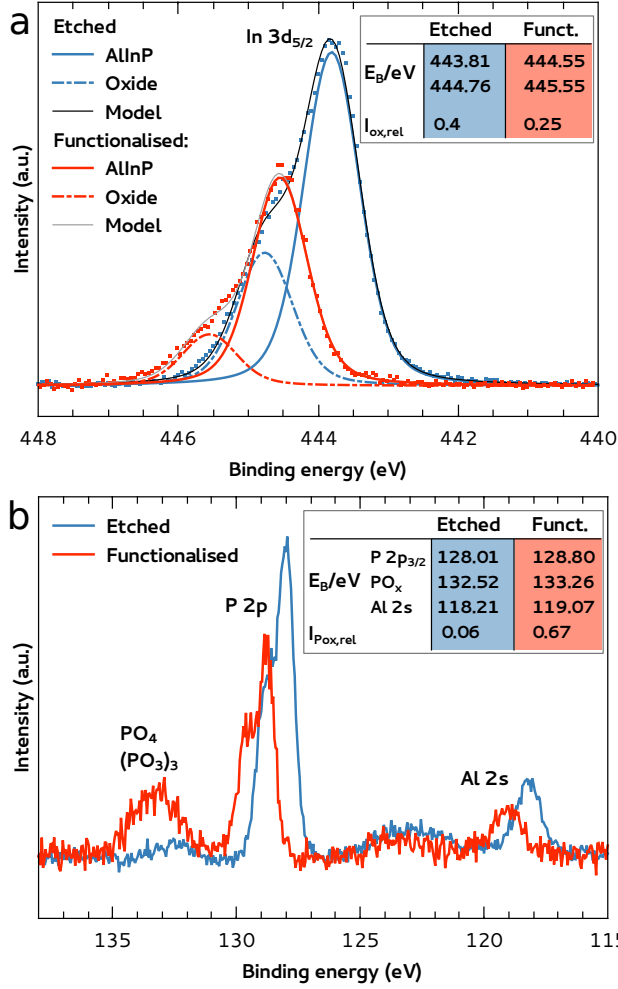 a
Etched
AlInP
Oxide
Model
Functionalised:
AlInP
Oxide
Model
In 3d5/2
Etched Funct.
EB/eV
443.81 444.55
444.76 445.55
Iox,rel 0.4 0.25
Intensity (a.u.)
448 446 444 442 440
Binding energy (eV)
b
Etched
Functionalised
P 2p
PO4
(PO3)3
Al 2s
Etched Funct.
EB/eV
P 2p3/2 128.01 128.80
POx 132.52 133.26
Al 2s 118.21 119.07
IPox,rel 0.06 0.67
Intensity (a.u.)
135 130 125 120 115
Binding energy (eV)